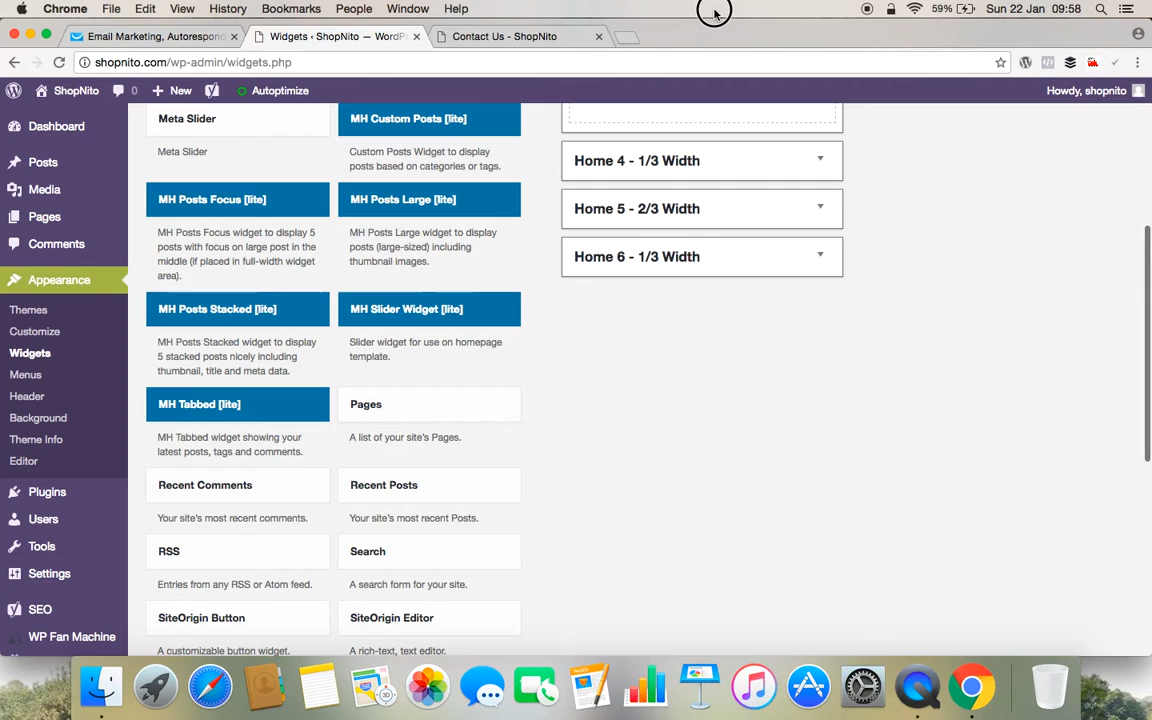 Chrome File Edit View History Bookmarks People Window Help 59% Sun 22 Jan 09:58
Email Marketing, Autorespond Widgets ‹ ShopNito — WordPr Contact Us - ShopNito
shopnito.com/wp-admin/widgets.php
ShopNito 0 New Autoptimize Howdy, shopnito
Dashboard
Posts
Media
Pages
Comments
Appearance
Themes
Customize
Widgets
Menus
Header
Background
Theme Info
Editor
Plugins
Users
Tools
Settings
SEO
WP Fan Machine
Meta Slider
Meta Slider
MH Custom Posts [lite]
Custom Posts Widget to display
posts based on categories or tags.
MH Posts Focus [lite]
MH Posts Focus widget to display 5
posts with focus on large post in the
middle (if placed in full-width widget
area).
MH Posts Large [lite]
MH Posts Large widget to display
posts (large-sized) including
thumbnail images.
MH Posts Stacked [lite]
MH Posts Stacked widget to display
5 stacked posts nicely including
thumbnail, title and meta data.
MH Slider Widget [lite]
Slider widget for use on homepage
template.
MH Tabbed [lite]
MH Tabbed widget showing your
latest posts, tags and comments.
Pages
A list of your site's Pages.
Recent Comments
Your site's most recent comments.
Recent Posts
Your site's most recent Posts.
RSS
Entries from any RSS or Atom feed.
Search
A search form for your site.
SiteOrigin Button
A customizable button widget.
SiteOrigin Editor
A rich-text, text editor.
Home 4 - 1/3 Width
Home 5 - 2/3 Width
Home 6 - 1/3 Width